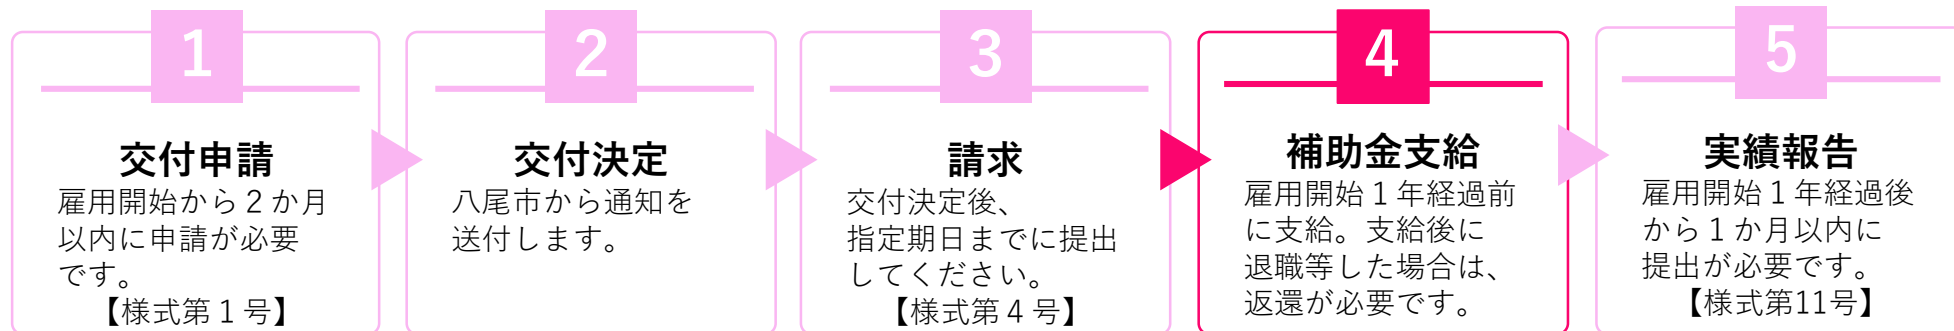 1
交付申請
雇用開始から２か月
以内に申請が必要
です。
【様式第１号】
2
交付決定
八尾市から通知を
送付します。
3
請求
交付決定後、
指定期日までに提出
してください。
【様式第４号】
4
補助金支給
雇用開始１年経過前
に支給。支給後に
退職等した場合は、
返還が必要です。
5
実績報告
雇用開始１年経過後
から１か月以内に
提出が必要です。
【様式第11号】